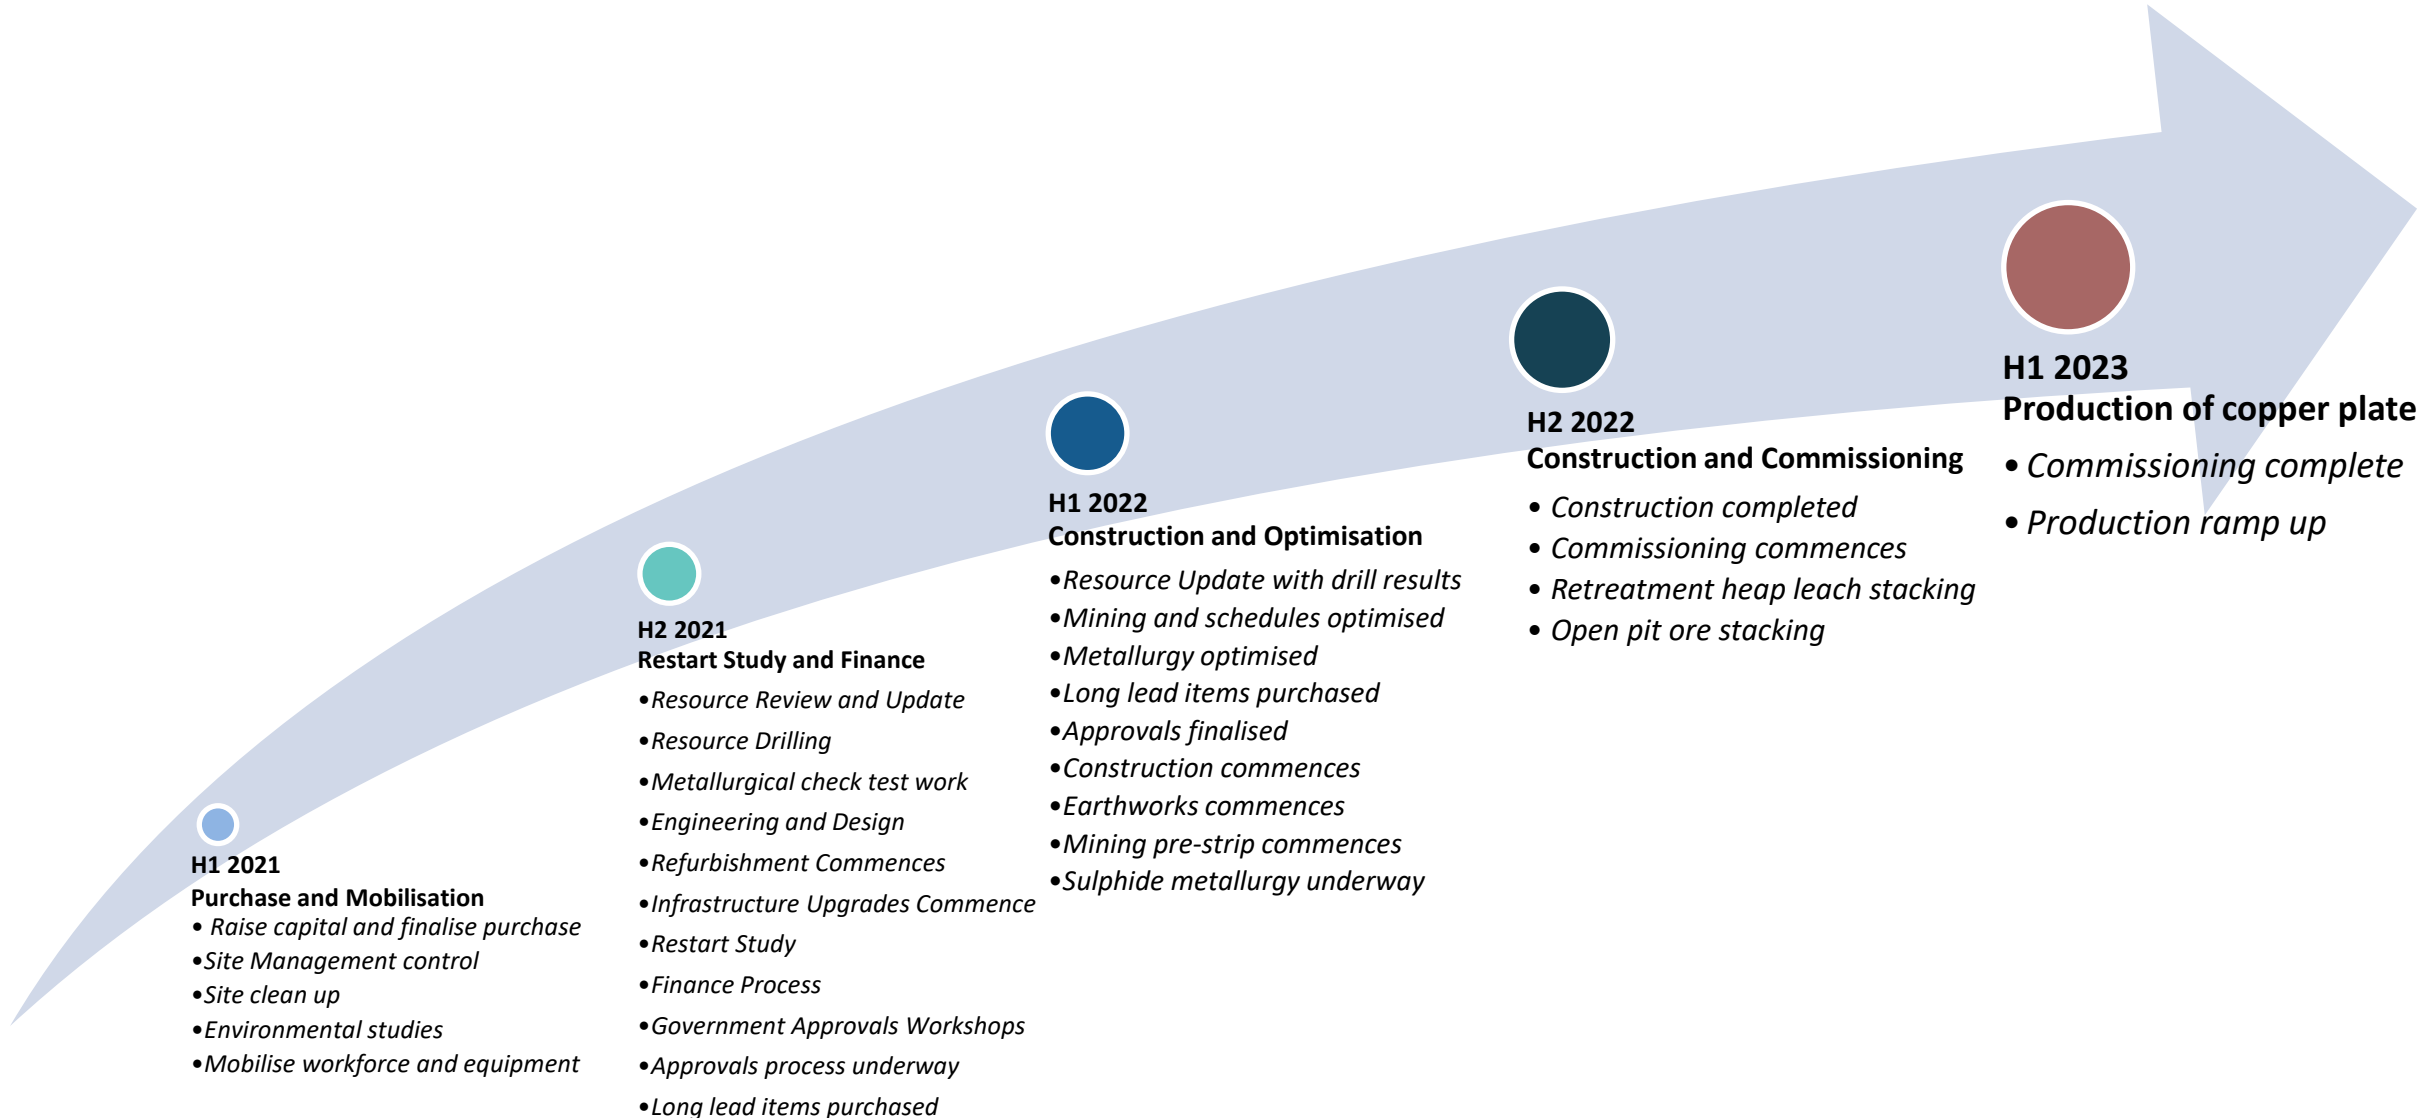 H1 2021
Purchase and Mobilisation
• Raise capital and finalise purchase
•Site Management control
•Site clean up
•Environmental studies
•Mobilise workforce and equipment
H2 2021
Restart Study and Finance
•Resource Review and Update
•Resource Drilling
•Metallurgical check test work
•Engineering and Design
•Refurbishment Commences
•Infrastructure Upgrades Commence
•Restart Study
•Finance Process
•Government Approvals Workshops
•Approvals process underway
•Long lead items purchased
H1 2022
Construction and Optimisation
•Resource Update with drill results
•Mining and schedules optimised
•Metallurgy optimised
•Long lead items purchased
•Approvals finalised
•Construction commences
•Earthworks commences
•Mining pre-strip commences
•Sulphide metallurgy underway
H2 2022
Construction and Commissioning
• Construction completed
• Commissioning commences
• Retreatment heap leach stacking
• Open pit ore stacking
H1 2023
Production of copper plate
• Commissioning complete
• Production ramp up